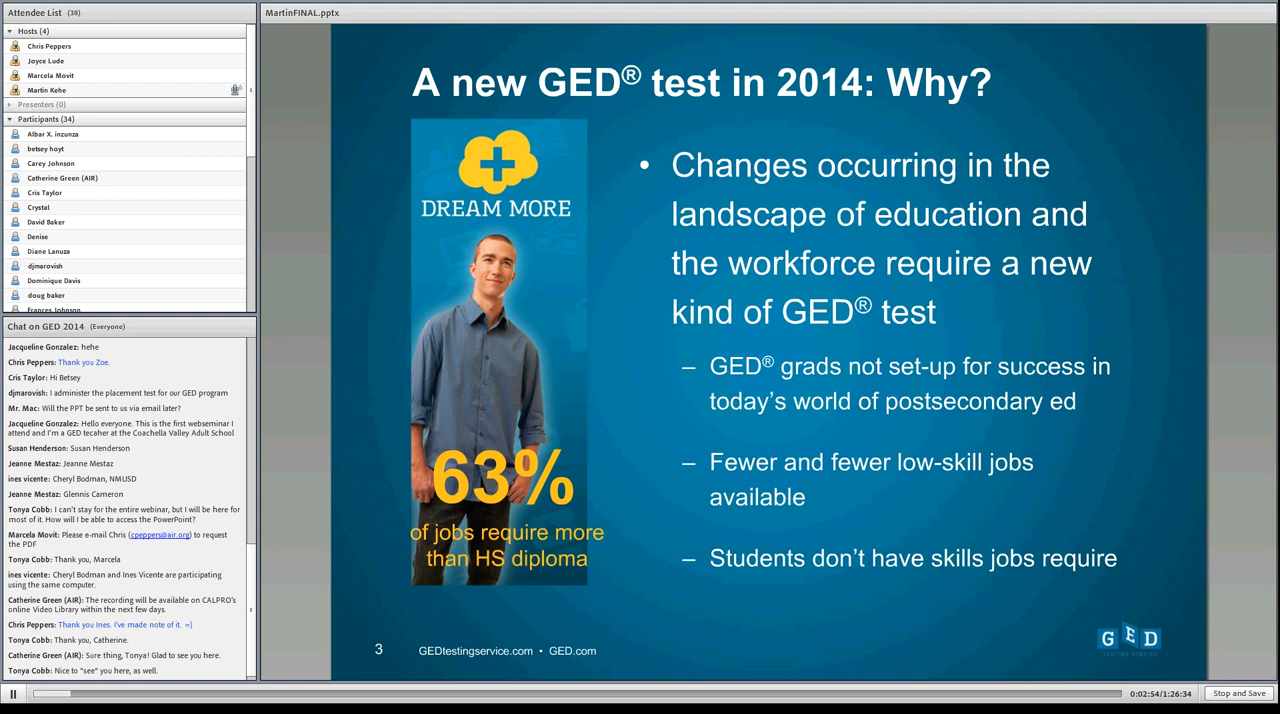 Attendee List (38)
Hosts (4)
Chris Peppers
Joyce Lude
Marcela Movit
Martin Kehe
Presenters (0)
Participants (34)
Albar X. inzunza
betsey hoyt
Carey Johnson
Catherine Green (AIR)
Cris Taylor
Crystal
David Baker
Denise
Diane Lanuza
djmarovish
Dominique Davis
doug baker
Frances Johnson
Chat on GED 2014 (Everyone)
Jacqueline Gonzalez: hehe
Chris Peppers: Thank you Zoe.
Cris Taylor: Hi Betsey
djmarovish: I administer the placement test for our GED program
Mr. Mac: Will the PPT be sent to us via email later?
Jacqueline Gonzalez: Hello everyone. This is the first webseminar I
attend and I'm a GED tecaher at the Coachella Valley Adult School
Susan Henderson: Susan Henderson
Jeanne Mestaz: Jeanne Mestaz
ines vicente: Cheryl Bodman, NMUSD
Jeanne Mestaz: Glennis Cameron
Tonya Cobb: I can't stay for the entire webinar, but I will be here for
most of it. How will I be able to access the PowerPoint?
Marcela Movit: Please e-mail Chris (cpeppers@air.org) to request
the PDF
Tonya Cobb: Thank you, Marcela
ines vicente: Cheryl Bodman and Ines Vicente are participating
using the same computer.
Catherine Green (AIR): The recording will be available on CALPRO's
online Video Library within the next few days.
Chris Peppers: Thank you Ines. I've made note of it. =)
Tonya Cobb: Thank you, Catherine.
Catherine Green (AIR): Sure thing, Tonya! Glad to see you here.
Tonya Cobb: Nice to "see" you here, as well.
MartinFINAL.pptx
A new GED® test in 2014: Why?
DREAM MORE
63%
of jobs require more
than HS diploma
• Changes occurring in the
landscape of education and
the workforce require a new
kind of GED® test
– GED® grads not set-up for success in
today's world of postsecondary ed
– Fewer and fewer low-skill jobs
available
– Students don't have skills jobs require
3
GEDtestingservice.com • GED.com
GED
TESTING SERVICE
0:02:54/1:26:34
Stop and Save